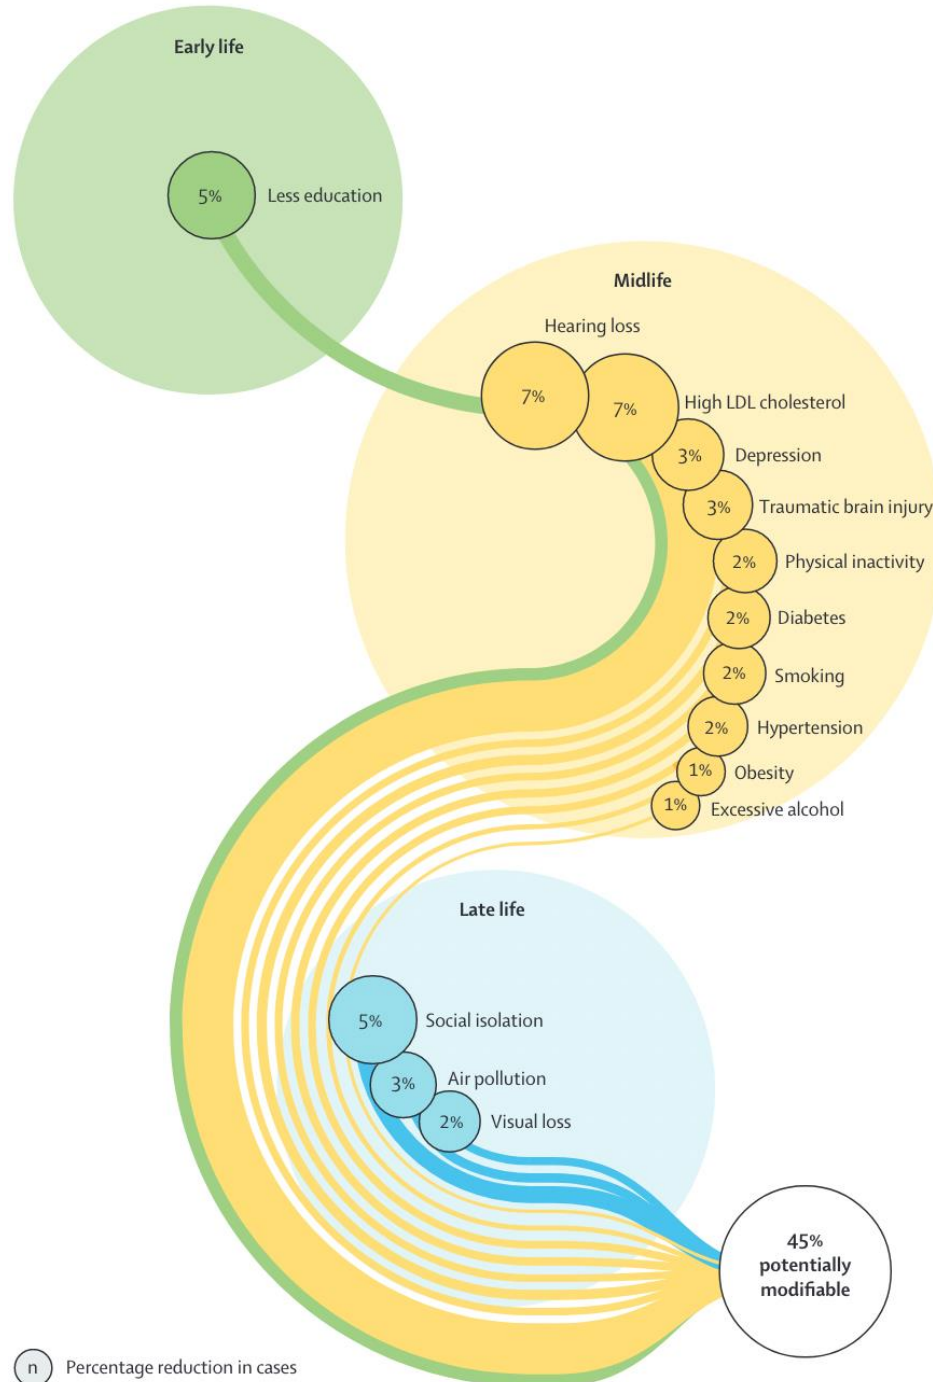 Early life
5%
Less education
Midlife
Hearing loss
7%
7%
High LDL cholesterol
3%
Depression
3%
Traumatic brain injury
2%
Physical inactivity
2%
Diabetes
2%
Smoking
2%
Hypertension
1%
Obesity
1%
Excessive alcohol
Late life
5%
Social isolation
3%
Air pollution
2%
Visual loss
45%
potentially
modifiable
n
Percentage reduction in cases